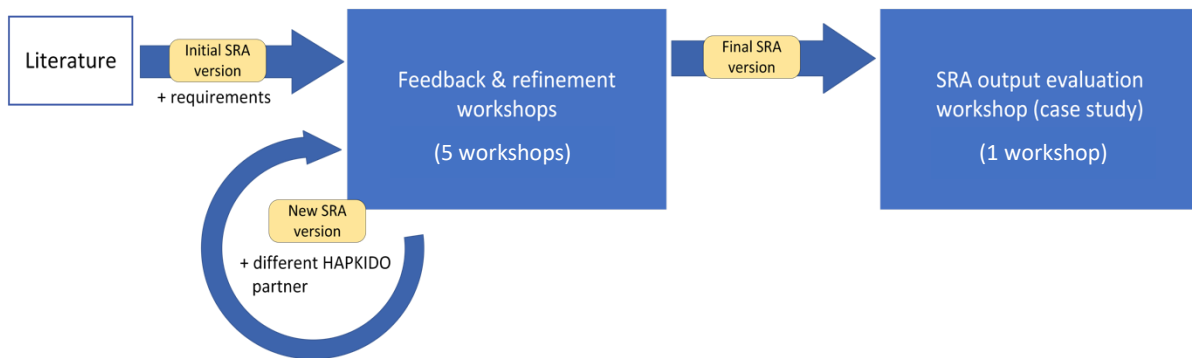 Literature
Initial SRA
version
+ requirements
Feedback & refinement
workshops
(5 workshops)
Final SRA
version
SRA output evaluation
workshop (case study)
(1 workshop)
New SRA
version
+ different HAPKIDO
partner